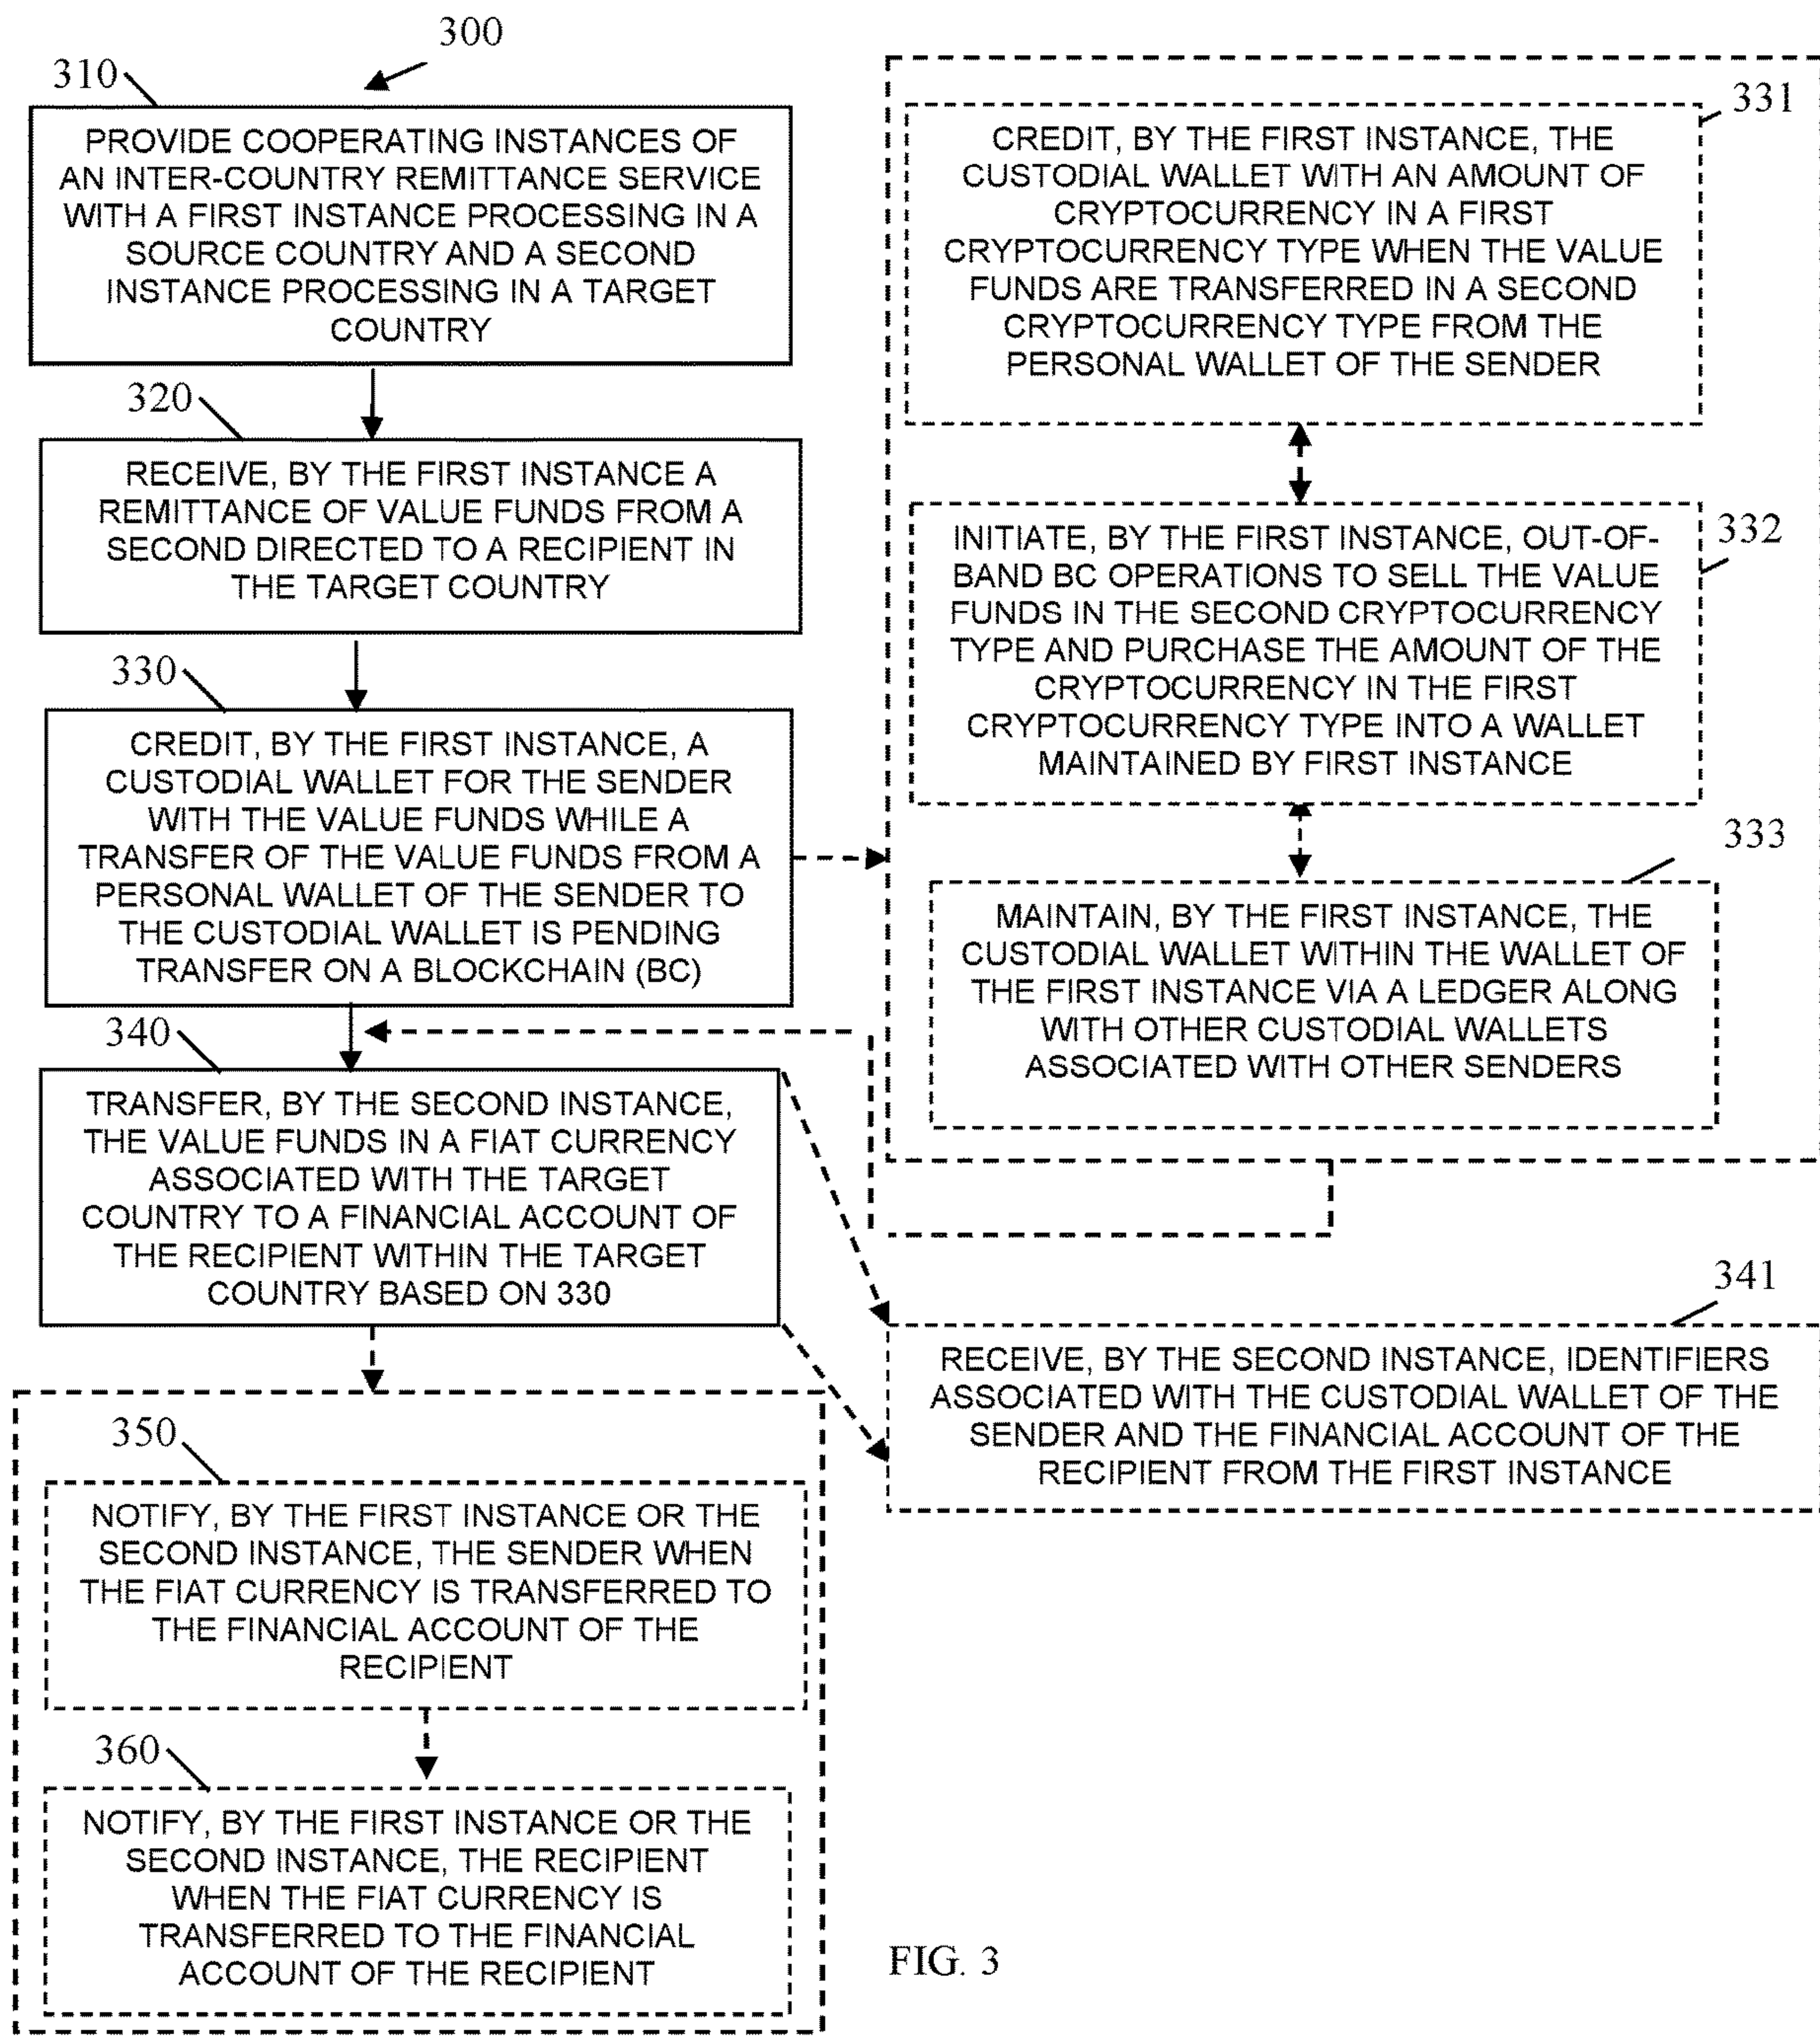 300
310
PROVIDE COOPERATING INSTANCES OF
AN INTER-COUNTRY REMITTANCE SERVICE
WITH A FIRST INSTANCE PROCESSING IN A
SOURCE COUNTRY AND A SECOND
INSTANCE PROCESSING IN A TARGET
COUNTRY
320
RECEIVE, BY THE FIRST INSTANCE A
REMITTANCE OF VALUE FUNDS FROM A
SECOND DIRECTED TO A RECIPIENT IN
THE TARGET COUNTRY
330
CREDIT, BY THE FIRST INSTANCE, A
CUSTODIAL WALLET FOR THE SENDER
WITH THE VALUE FUNDS WHILE A
TRANSFER OF THE VALUE FUNDS FROM A
PERSONAL WALLET OF THE SENDER TO
THE CUSTODIAL WALLET IS PENDING
TRANSFER ON A BLOCKCHAIN (BC)
340
TRANSFER, BY THE SECOND INSTANCE,
THE VALUE FUNDS IN A FIAT CURRENCY
ASSOCIATED WITH THE TARGET
COUNTRY TO A FINANCIAL ACCOUNT OF
THE RECIPIENT WITHIN THE TARGET
COUNTRY BASED ON 330
350
NOTIFY, BY THE FIRST INSTANCE OR THE
SECOND INSTANCE, THE SENDER WHEN
THE FIAT CURRENCY IS TRANSFERRED TO
THE FINANCIAL ACCOUNT OF THE
RECIPIENT
360
NOTIFY, BY THE FIRST INSTANCE OR THE
SECOND INSTANCE, THE RECIPIENT
WHEN THE FIAT CURRENCY IS
TRANSFERRED TO THE FINANCIAL
ACCOUNT OF THE RECIPIENT
331
CREDIT, BY THE FIRST INSTANCE, THE
CUSTODIAL WALLET WITH AN AMOUNT OF
CRYPTOCURRENCY IN A FIRST
CRYPTOCURRENCY TYPE WHEN THE VALUE
FUNDS ARE TRANSFERRED IN A SECOND
CRYPTOCURRENCY TYPE FROM THE
PERSONAL WALLET OF THE SENDER
332
INITIATE, BY THE FIRST INSTANCE, OUT-OF-
BAND BC OPERATIONS TO SELL THE VALUE
FUNDS IN THE SECOND CRYPTOCURRENCY
TYPE AND PURCHASE THE AMOUNT OF THE
CRYPTOCURRENCY IN THE FIRST
CRYPTOCURRENCY TYPE INTO A WALLET
MAINTAINED BY FIRST INSTANCE
333
MAINTAIN, BY THE FIRST INSTANCE, THE
CUSTODIAL WALLET WITHIN THE WALLET OF
THE FIRST INSTANCE VIA A LEDGER ALONG
WITH OTHER CUSTODIAL WALLETS
ASSOCIATED WITH OTHER SENDERS
341
RECEIVE, BY THE SECOND INSTANCE, IDENTIFIERS
ASSOCIATED WITH THE CUSTODIAL WALLET OF THE
SENDER AND THE FINANCIAL ACCOUNT OF THE
RECIPIENT FROM THE FIRST INSTANCE
FIG. 3